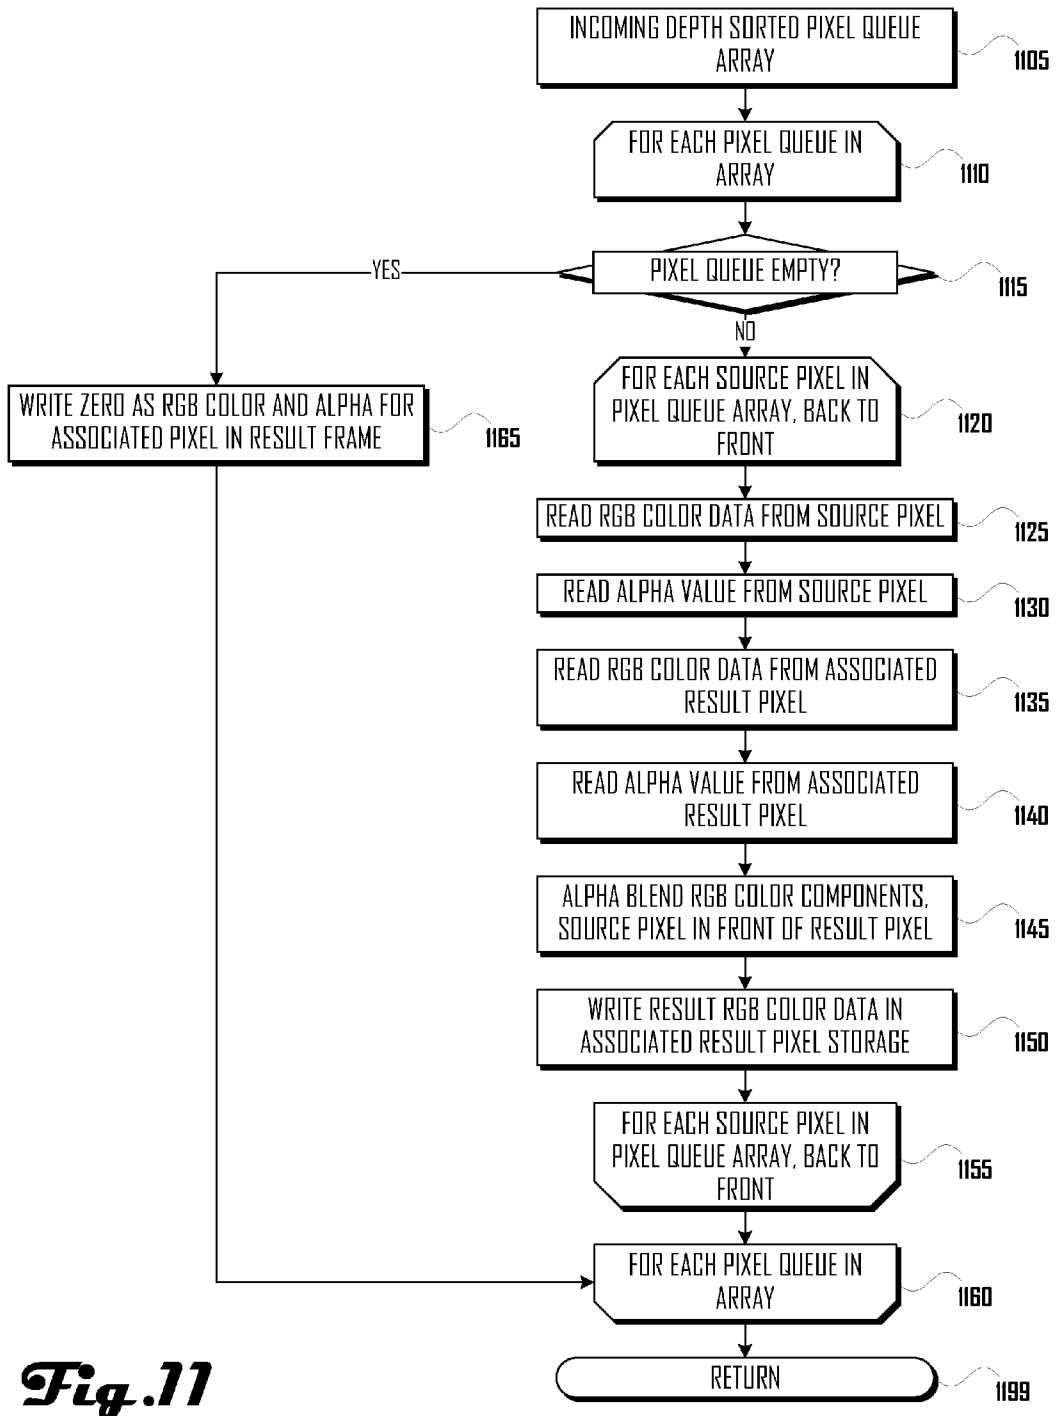 INCOMING DEPTH SORTED PIXEL QUEUE
ARRAY
1105
FOR EACH PIXEL QUEUE IN
ARRAY
1110
PIXEL QUEUE EMPTY?
1115
YES
NO
WRITE ZERO AS RGB COLOR AND ALPHA FOR
ASSOCIATED PIXEL IN RESULT FRAME
1165
FOR EACH SOURCE PIXEL IN
PIXEL QUEUE ARRAY, BACK TO
FRONT
1120
READ RGB COLOR DATA FROM SOURCE PIXEL
1125
READ ALPHA VALUE FROM SOURCE PIXEL
1130
READ RGB COLOR DATA FROM ASSOCIATED
RESULT PIXEL
1135
READ ALPHA VALUE FROM ASSOCIATED
RESULT PIXEL
1140
ALPHA BLEND RGB COLOR COMPONENTS,
SOURCE PIXEL IN FRONT OF RESULT PIXEL
1145
WRITE RESULT RGB COLOR DATA IN
ASSOCIATED RESULT PIXEL STORAGE
1150
FOR EACH SOURCE PIXEL IN
PIXEL QUEUE ARRAY, BACK TO
FRONT
1155
FOR EACH PIXEL QUEUE IN
ARRAY
1160
RETURN
1199
Fig.11